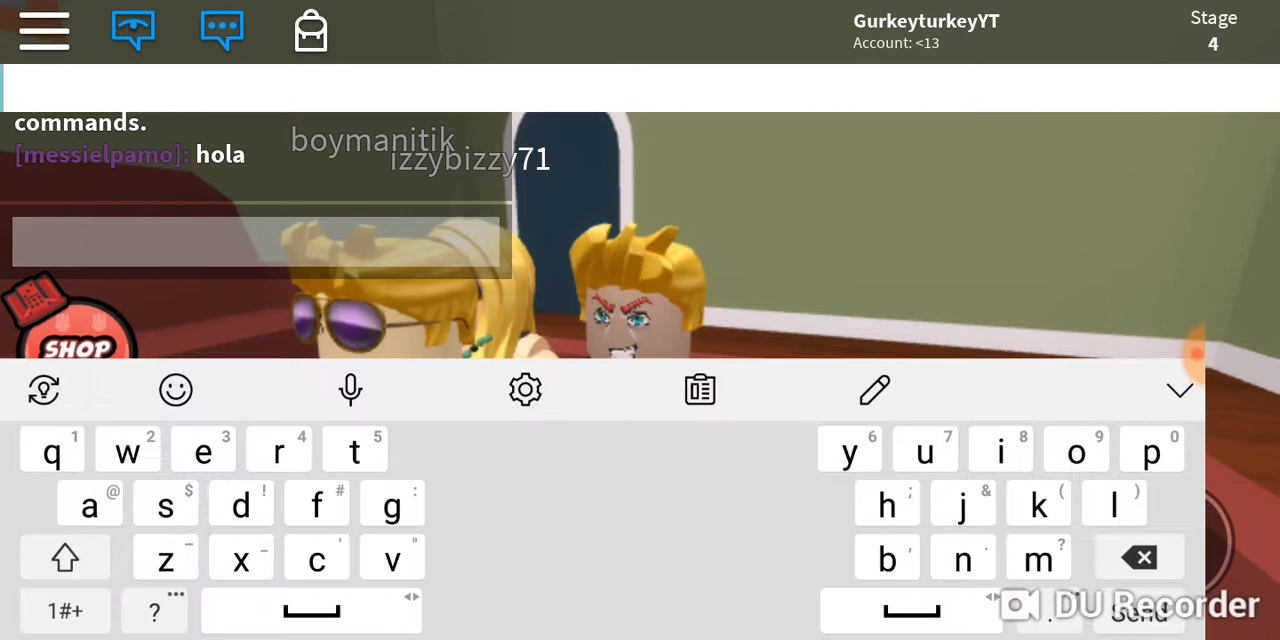 GurkeyturkeyYT
Account: <13
Stage
4
commands.
[messielpamo]: hola
boymanitik
izzybizzy71
SHOP
q 1 w 2 e 3 r 4 t 5 y 6 u 7 i 8 o 9 p 0
a @ s $ d ! f # g : h ; j & k ( l )
z - x _ c ' v " b , n . m ?
1#+ ? . Send
DU Recorder